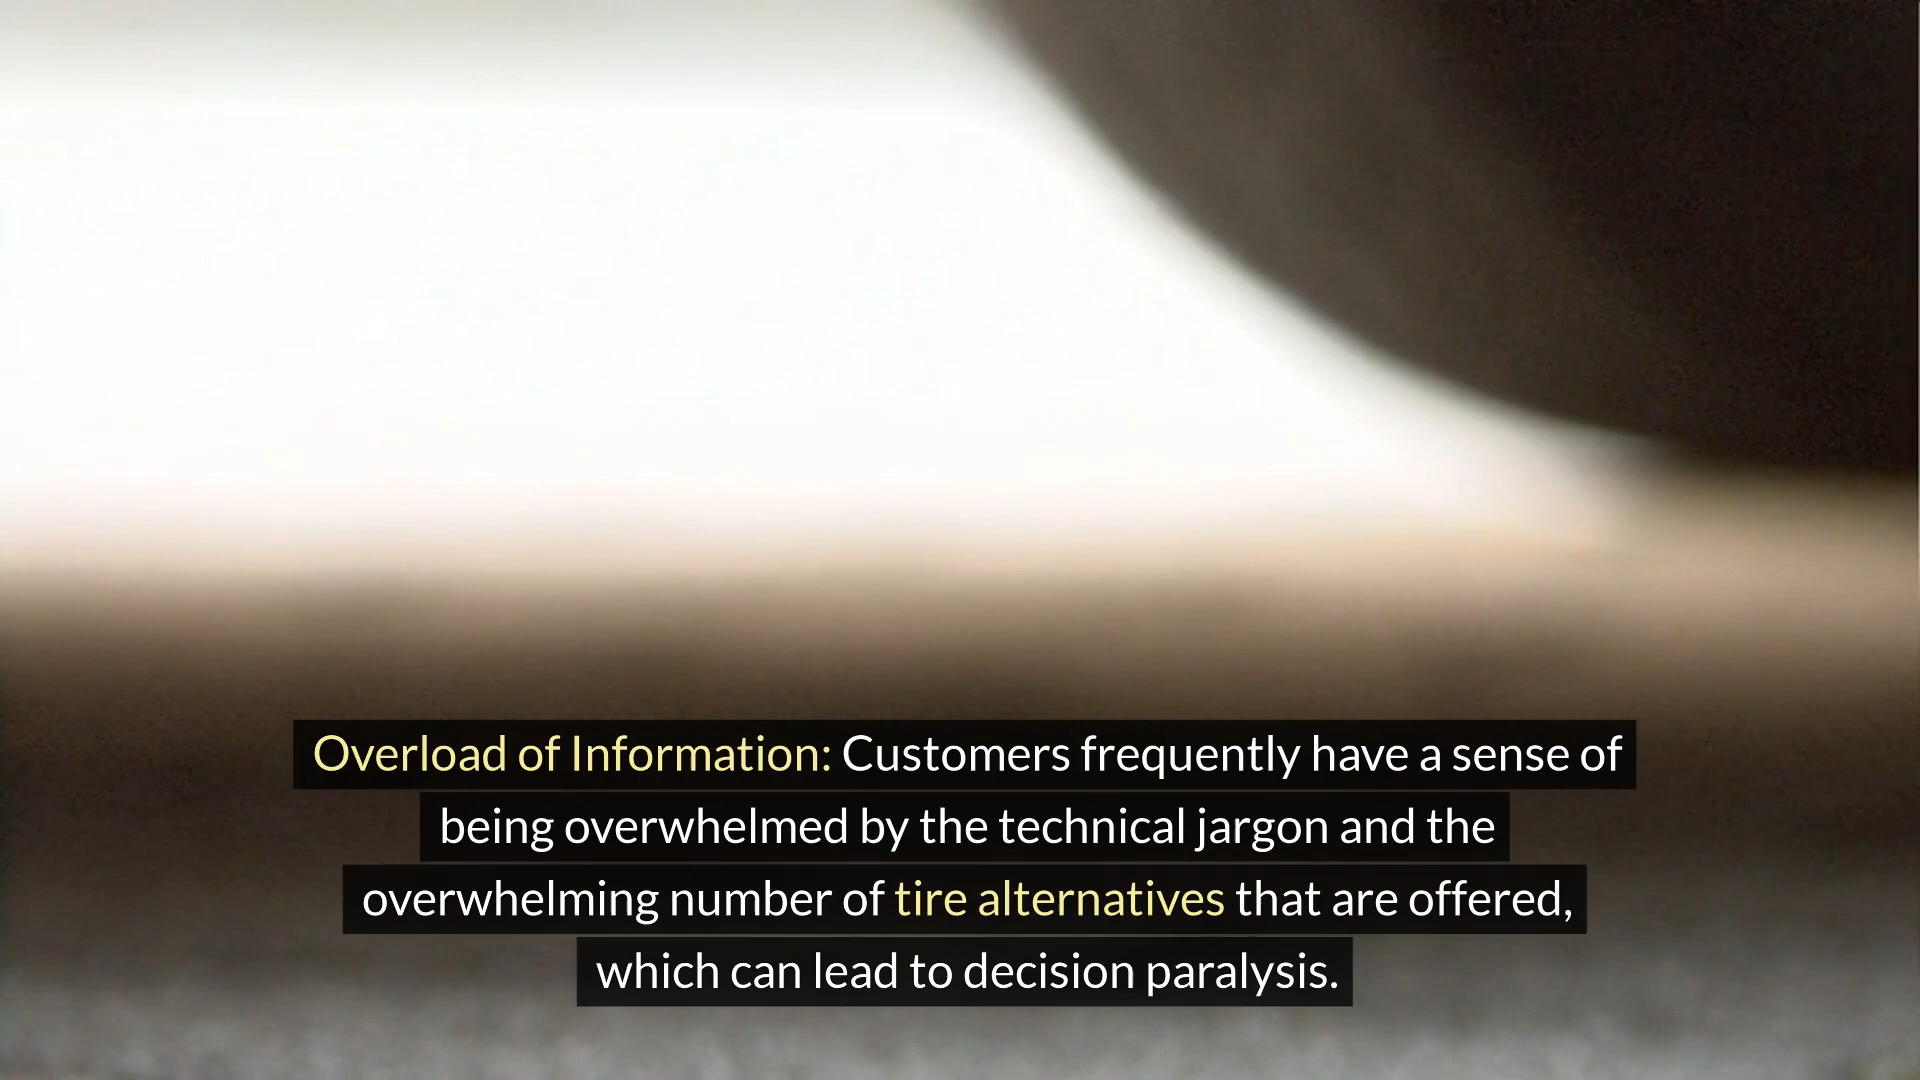 Overload of Information: Customers frequently have a sense of
being overwhelmed by the technical jargon and the
overwhelming number of tire alternatives that are offered,
which can lead to decision paralysis.